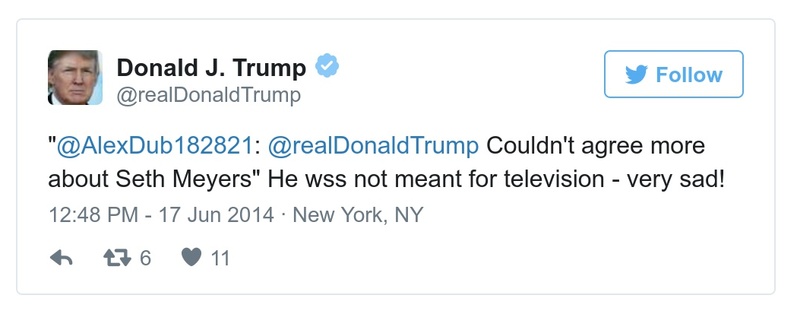 Donald J. Trump
@realDonaldTrump
Follow
"@AlexDub182821: @realDonaldTrump Couldn't agree more
about Seth Meyers" He wss not meant for television - very sad!
12:48 PM - 17 Jun 2014 · New York, NY
6 11